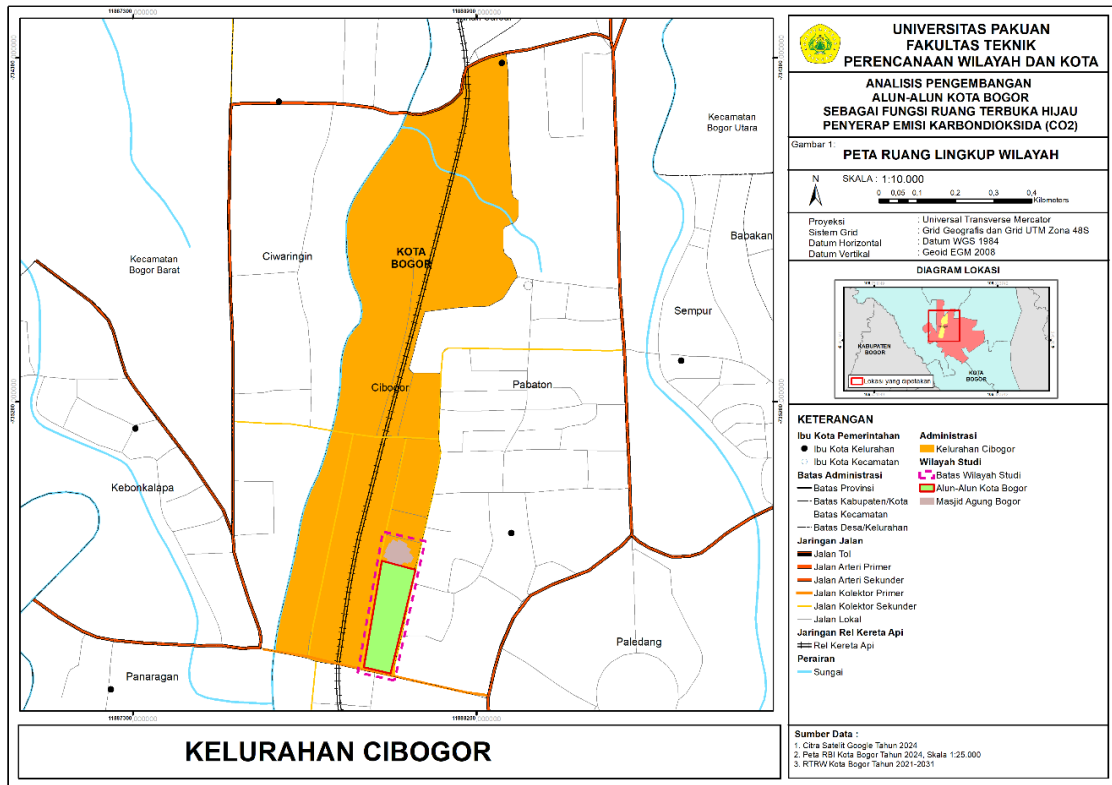 UNIVERSITAS PAKUAN
FAKULTAS TEKNIK
PERENCANAAN WILAYAH DAN KOTA
ANALISIS PENGEMBANGAN
ALUN-ALUN KOTA BOGOR
SEBAGAI FUNGSI RUANG TERBUKA HIJAU
PENYERAP EMISI KARBONDIOKSIDA (CO2)
Gambar 1:
PETA RUANG LINGKUP WILAYAH
N
SKALA : 1:10.000
0 0,05 0,1 0,2 0,3 0,4
Kilometers
Proyeksi : Universal Transverse Mercator
Sistem Grid : Grid Geografis dan Grid UTM Zona 48S
Datum Horizontal : Datum WGS 1984
Datum Vertikal : Geoid EGM 2008
DIAGRAM LOKASI
KABUPATEN
BOGOR
KOTA
BOGOR
Lokasi yang dipetakan
KETERANGAN
Ibu Kota Pemerintahan
Ibu Kota Kelurahan
Ibu Kota Kecamatan
Batas Administrasi
Batas Provinsi
Batas Kabupaten/Kota
Batas Kecamatan
Batas Desa/Kelurahan
Jaringan Jalan
Jalan Tol
Jalan Arteri Primer
Jalan Arteri Sekunder
Jalan Kolektor Primer
Jalan Kolektor Sekunder
Jalan Lokal
Jaringan Rel Kereta Api
Rel Kereta Api
Perairan
Sungai
Administrasi
Kelurahan Cibogor
Wilayah Studi
Batas Wilayah Studi
Alun-Alun Kota Bogor
Masjid Agung Bogor
Sumber Data :
1. Citra Satelit Google Tahun 2024
2. Peta RBI Kota Bogor Tahun 2024, Skala 1:25.000
3. RTRW Kota Bogor Tahun 2021-2031
Kecamatan
Bogor Utara
Babakan
Kecamatan
Bogor Barat
Ciwaringin
KOTA
BOGOR
Sempur
Cibogor
Pabaton
Kebonkalapa
Paledang
Panaragan
KELURAHAN CIBOGOR